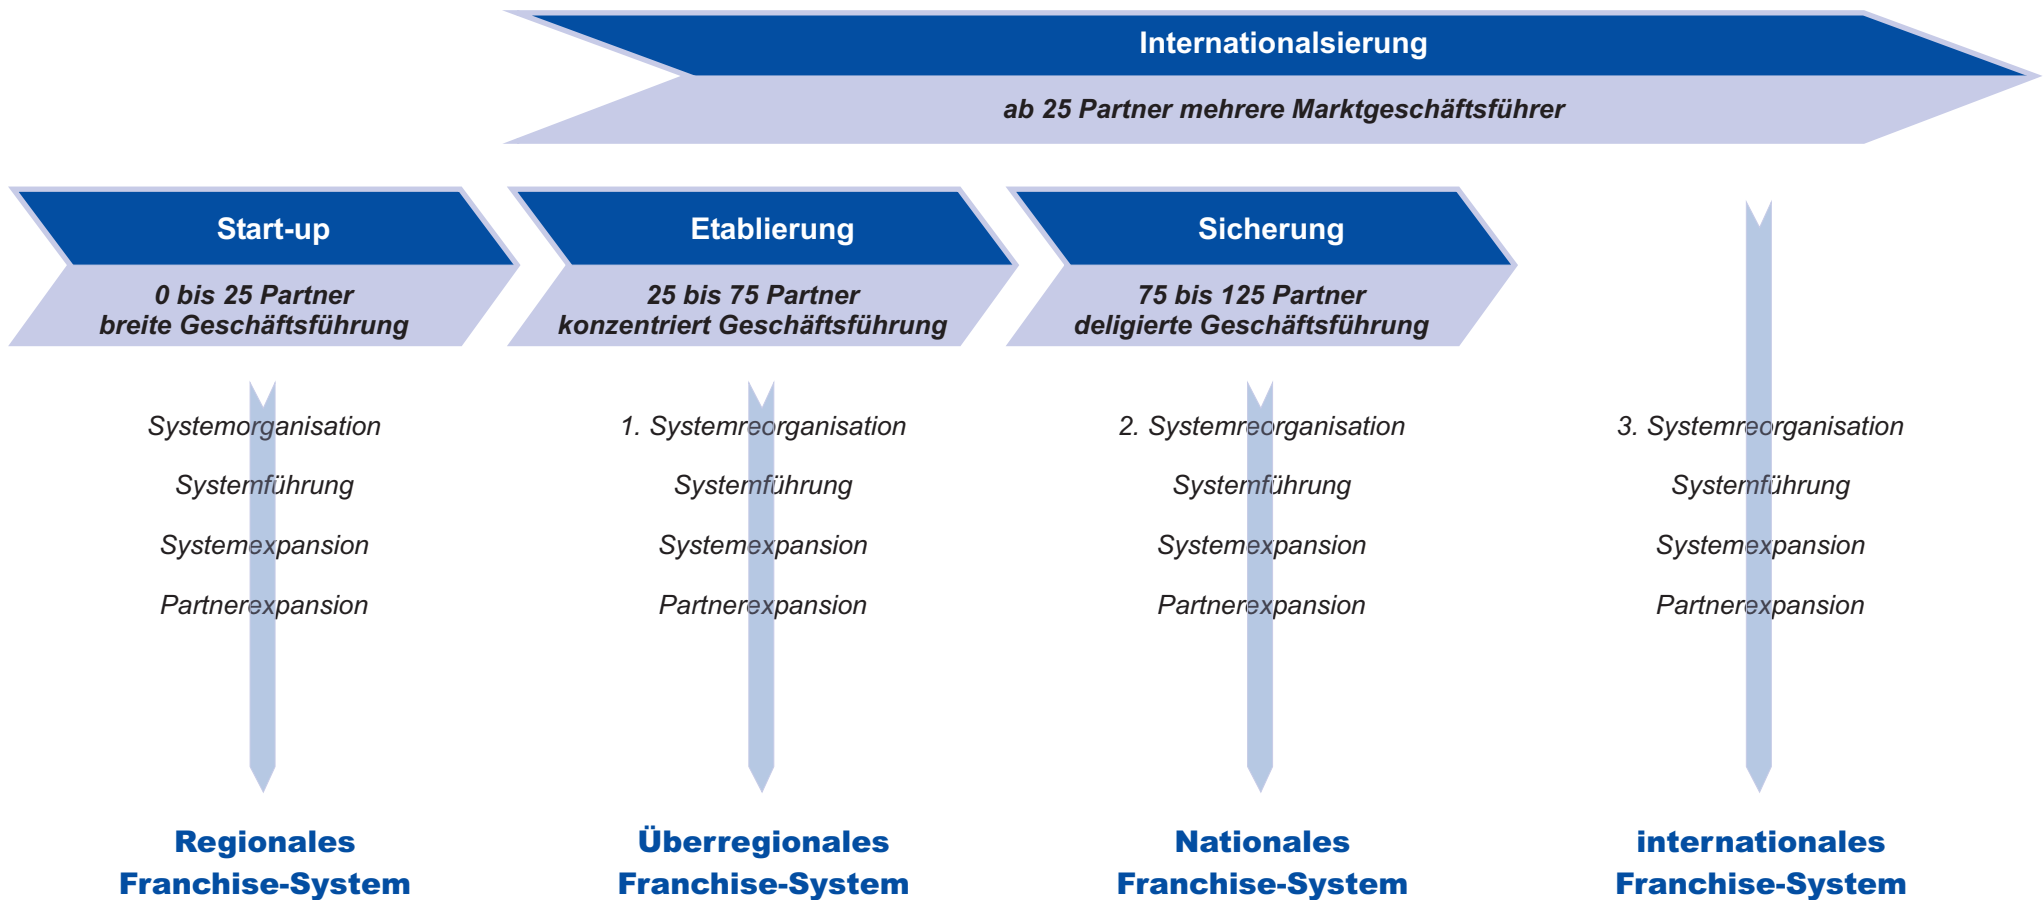 Internationalsierung
ab 25 Partner mehrere Marktgeschäftsführer
Start-up
0 bis 25 Partner
breite Geschäftsführung
Etablierung
25 bis 75 Partner
konzentriert Geschäftsführung
Sicherung
75 bis 125 Partner
deligierte Geschäftsführung
Systemorganisation
Systemführung
Systemexpansion
Partnerexpansion
Regionales
Franchise-System
1. Systemreorganisation
Systemführung
Systemexpansion
Partnerexpansion
Überregionales
Franchise-System
2. Systemreorganisation
Systemführung
Systemexpansion
Partnerexpansion
Nationales
Franchise-System
3. Systemreorganisation
Systemführung
Systemexpansion
Partnerexpansion
internationales
Franchise-System